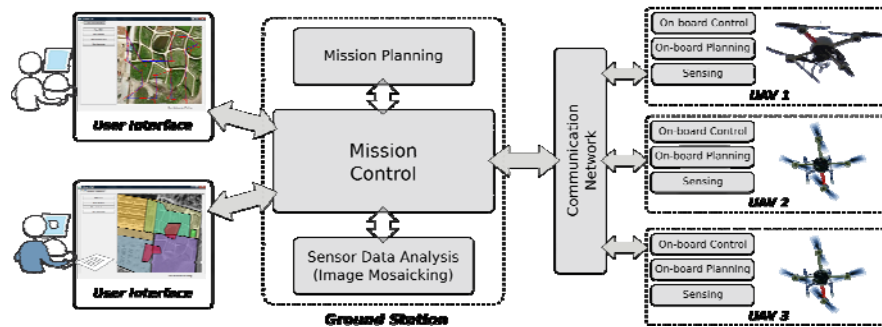 User Interface
User Interface
Mission Planning
Mission
Control
Sensor Data Analysis
(Image Mosaicking)
Ground Station
Communication
Network
On-board Control
On-board Planning
Sensing
UAV 1
On-board Control
On-board Planning
Sensing
UAV 2
On-board Control
On-board Planning
Sensing
UAV 3